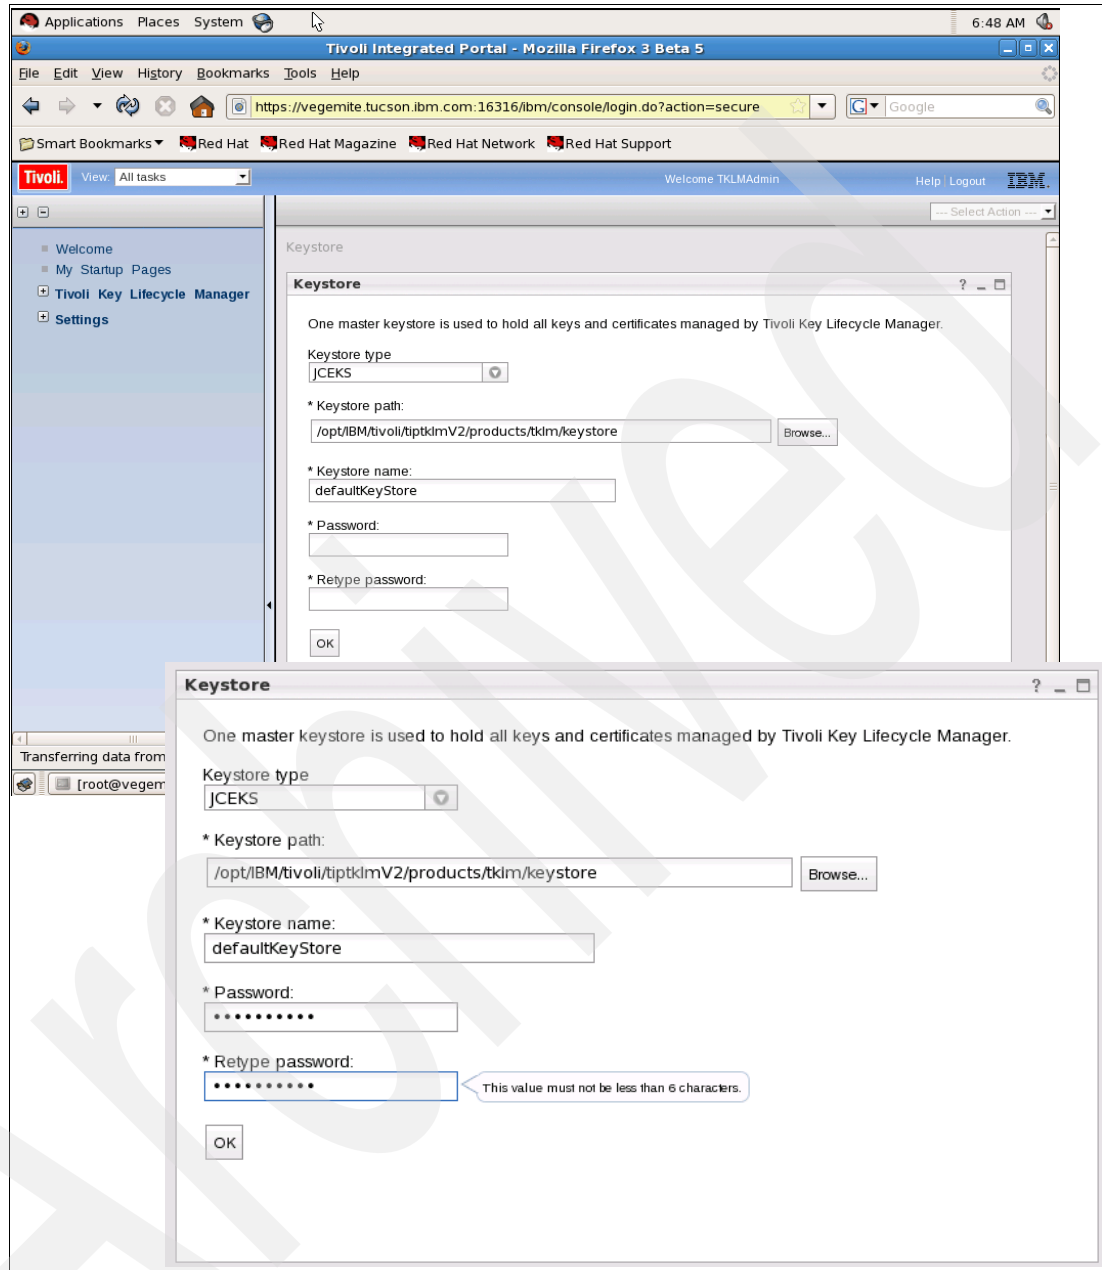 Applications Places System 6:48 AM
Tivoli Integrated Portal - Mozilla Firefox 3 Beta 5
File Edit View History Bookmarks Tools Help
https://vegemite.tucson.ibm.com:16316/ibm/console/login.do?action=secure G Google
Smart Bookmarks Red Hat Red Hat Magazine Red Hat Network Red Hat Support
Tivoli. View: All tasks Welcome TKLMAdmin Help Logout IBM.
--- Select Action ---
Welcome
My Startup Pages
Tivoli Key Lifecycle Manager
Settings
Keystore
Keystore ?
One master keystore is used to hold all keys and certificates managed by Tivoli Key Lifecycle Manager.
Keystore type
JCEKS
* Keystore path:
/opt/IBM/tivoli/tiptklmV2/products/tklm/keystore Browse...
* Keystore name:
defaultKeyStore
* Password:
* Retype password:
OK
Transferring data from
[root@vegem
Keystore ?
One master keystore is used to hold all keys and certificates managed by Tivoli Key Lifecycle Manager.
Keystore type
JCEKS
* Keystore path:
/opt/IBM/tivoli/tiptklmV2/products/tklm/keystore Browse...
* Keystore name:
defaultKeyStore
* Password:
••••••••••
* Retype password:
•••••••••• This value must not be less than 6 characters.
OK
Archived